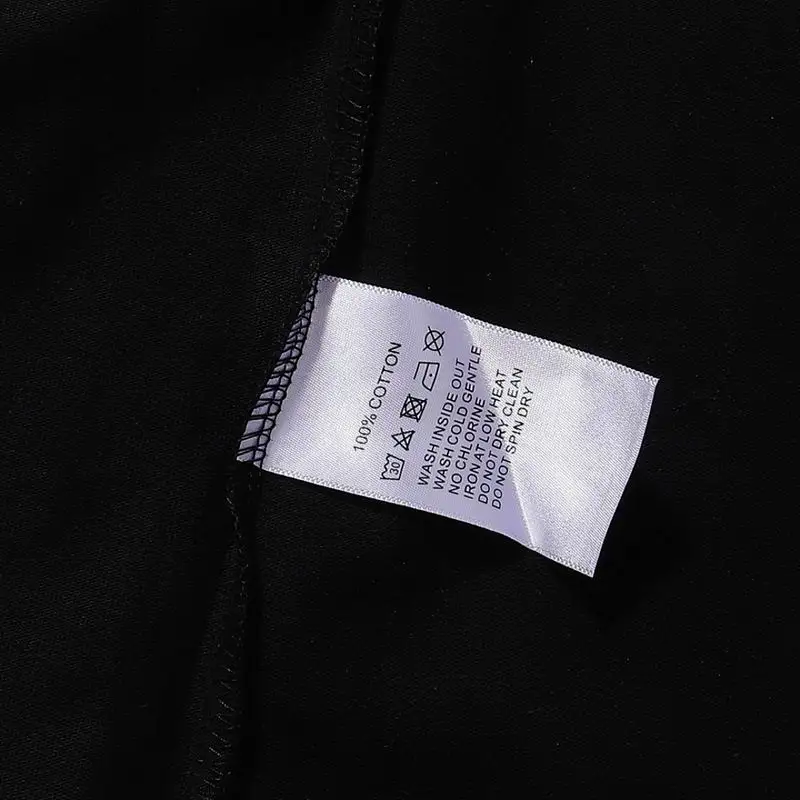 100% COTTON
30
WASH INSIDE OUT
WASH COLD GENTLE
NO CHLORINE
IRON AT LOW HEAT
DO NOT DRY CLEAN
DO NOT SPIN DRY